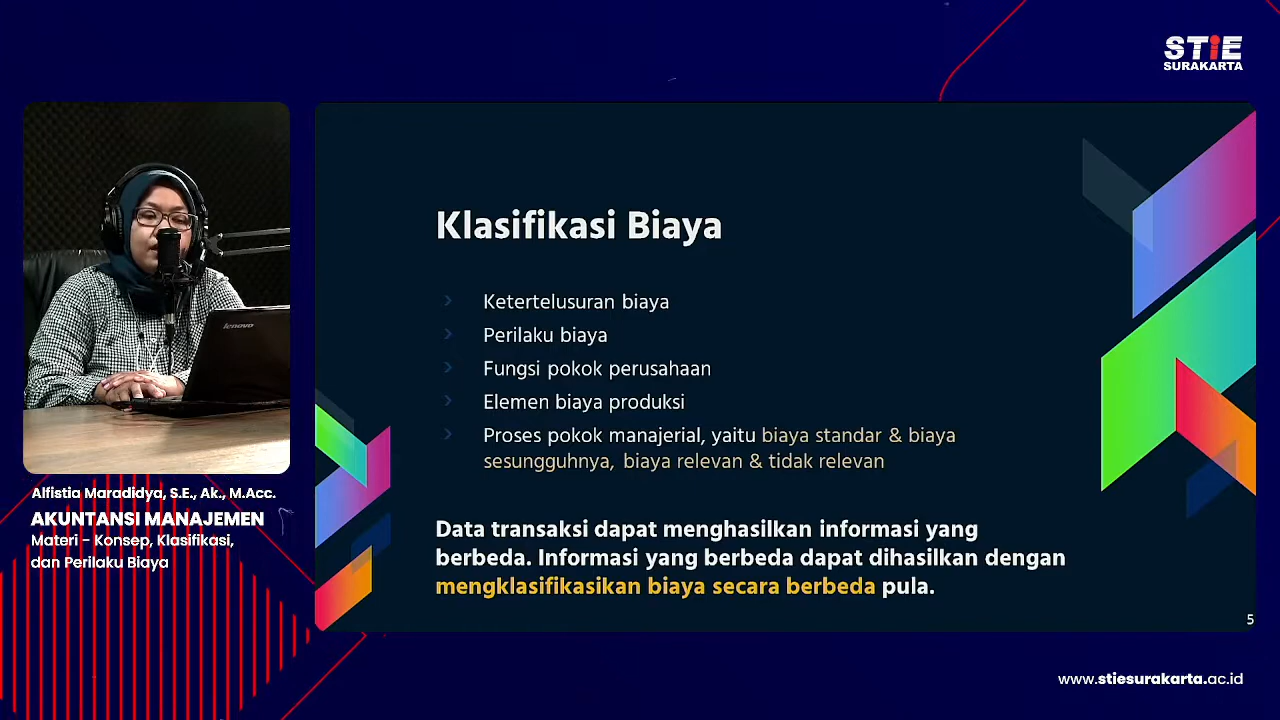 STiE
SURAKARTA
lenovo
Klasifikasi Biaya
Ketertelusuran biaya
Perilaku biaya
Fungsi pokok perusahaan
Elemen biaya produksi
Proses pokok manajerial, yaitu biaya standar & biaya
sesungguhnya, biaya relevan & tidak relevan
Data transaksi dapat menghasilkan informasi yang
berbeda. Informasi yang berbeda dapat dihasilkan dengan
mengklasifikasikan biaya secara berbeda pula.
5
Alfistia Maradidya, S.E., Ak., M.Acc.
AKUNTANSI MANAJEMEN
Materi - Konsep, Klasifikasi,
dan Perilaku Biaya
www.stiesurakarta.ac.id